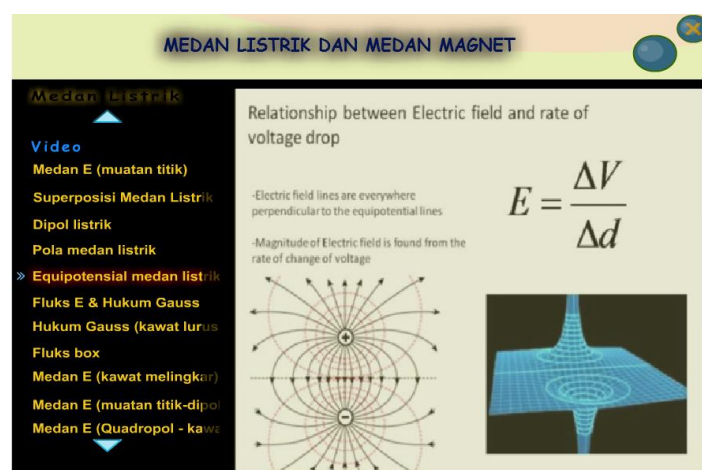 MEDAN LISTRIK DAN MEDAN MAGNET
Medan Listrik
Video
Medan E (muatan titik)
Superposisi Medan Listrik
Dipol listrik
Pola medan listrik
» Equipotensial medan listrik
Fluks E & Hukum Gauss
Hukum Gauss (kawat lurus
Fluks box
Medan E (kawat melingkar)
Medan E (muatan titik-dipol
Medan E (Quadropol - kawa
Relationship between Electric field and rate of
voltage drop
-Electric field lines are everywhere
perpendicular to the equipotential lines
-Magnitude of Electric field is found from the
rate of change of voltage
E = ΔV / Δd
+
−